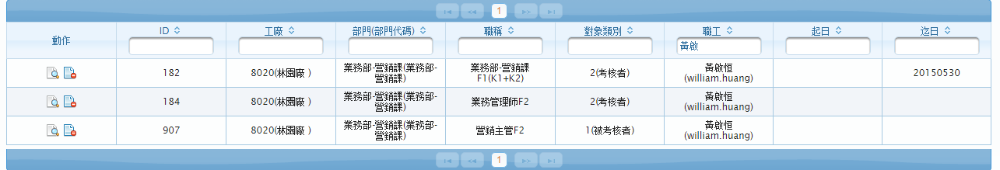 1
動作 ID 工廠 部門(部門代碼) 職稱 對象類別 職工 起日 迄日
黃啟
182 8020(林園廠 ) 業務部-營銷課(業務部-營銷課) 業務部-營銷課F1(K1+K2) 2(考核者) 黃啟恒(william.huang) 20150530
184 8020(林園廠 ) 業務部-營銷課(業務部-營銷課) 業務管理師F2 2(考核者) 黃啟恒(william.huang)
907 8020(林園廠 ) 業務部-營銷課(業務部-營銷課) 營銷主管F2 1(被考核者) 黃啟恒(william.huang)
1